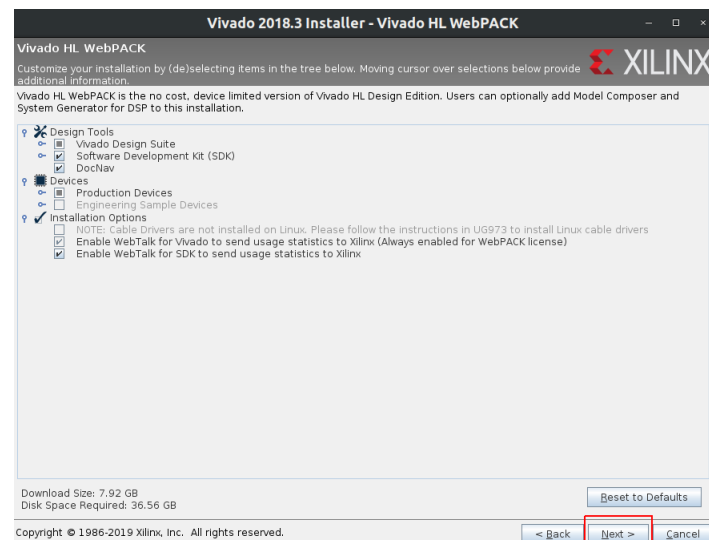 Vivado 2018.3 Installer - Vivado HL WebPACK
Vivado HL WebPACK
Customize your installation by (de)selecting items in the tree below. Moving cursor over selections below provide
additional information.
XILINX
Vivado HL WebPACK is the no cost, device limited version of Vivado HL Design Edition. Users can optionally add Model Composer and
System Generator for DSP to this installation.
Design Tools
Vivado Design Suite
Software Development Kit (SDK)
DocNav
Devices
Production Devices
Engineering Sample Devices
Installation Options
NOTE: Cable Drivers are not installed on Linux. Please follow the instructions in UG973 to install Linux cable drivers
Enable WebTalk for Vivado to send usage statistics to Xilinx (Always enabled for WebPACK license)
Enable WebTalk for SDK to send usage statistics to Xilinx
Download Size: 7.92 GB
Disk Space Required: 36.56 GB
Reset to Defaults
Copyright © 1986-2019 Xilinx, Inc. All rights reserved.
< Back
Next >
Cancel